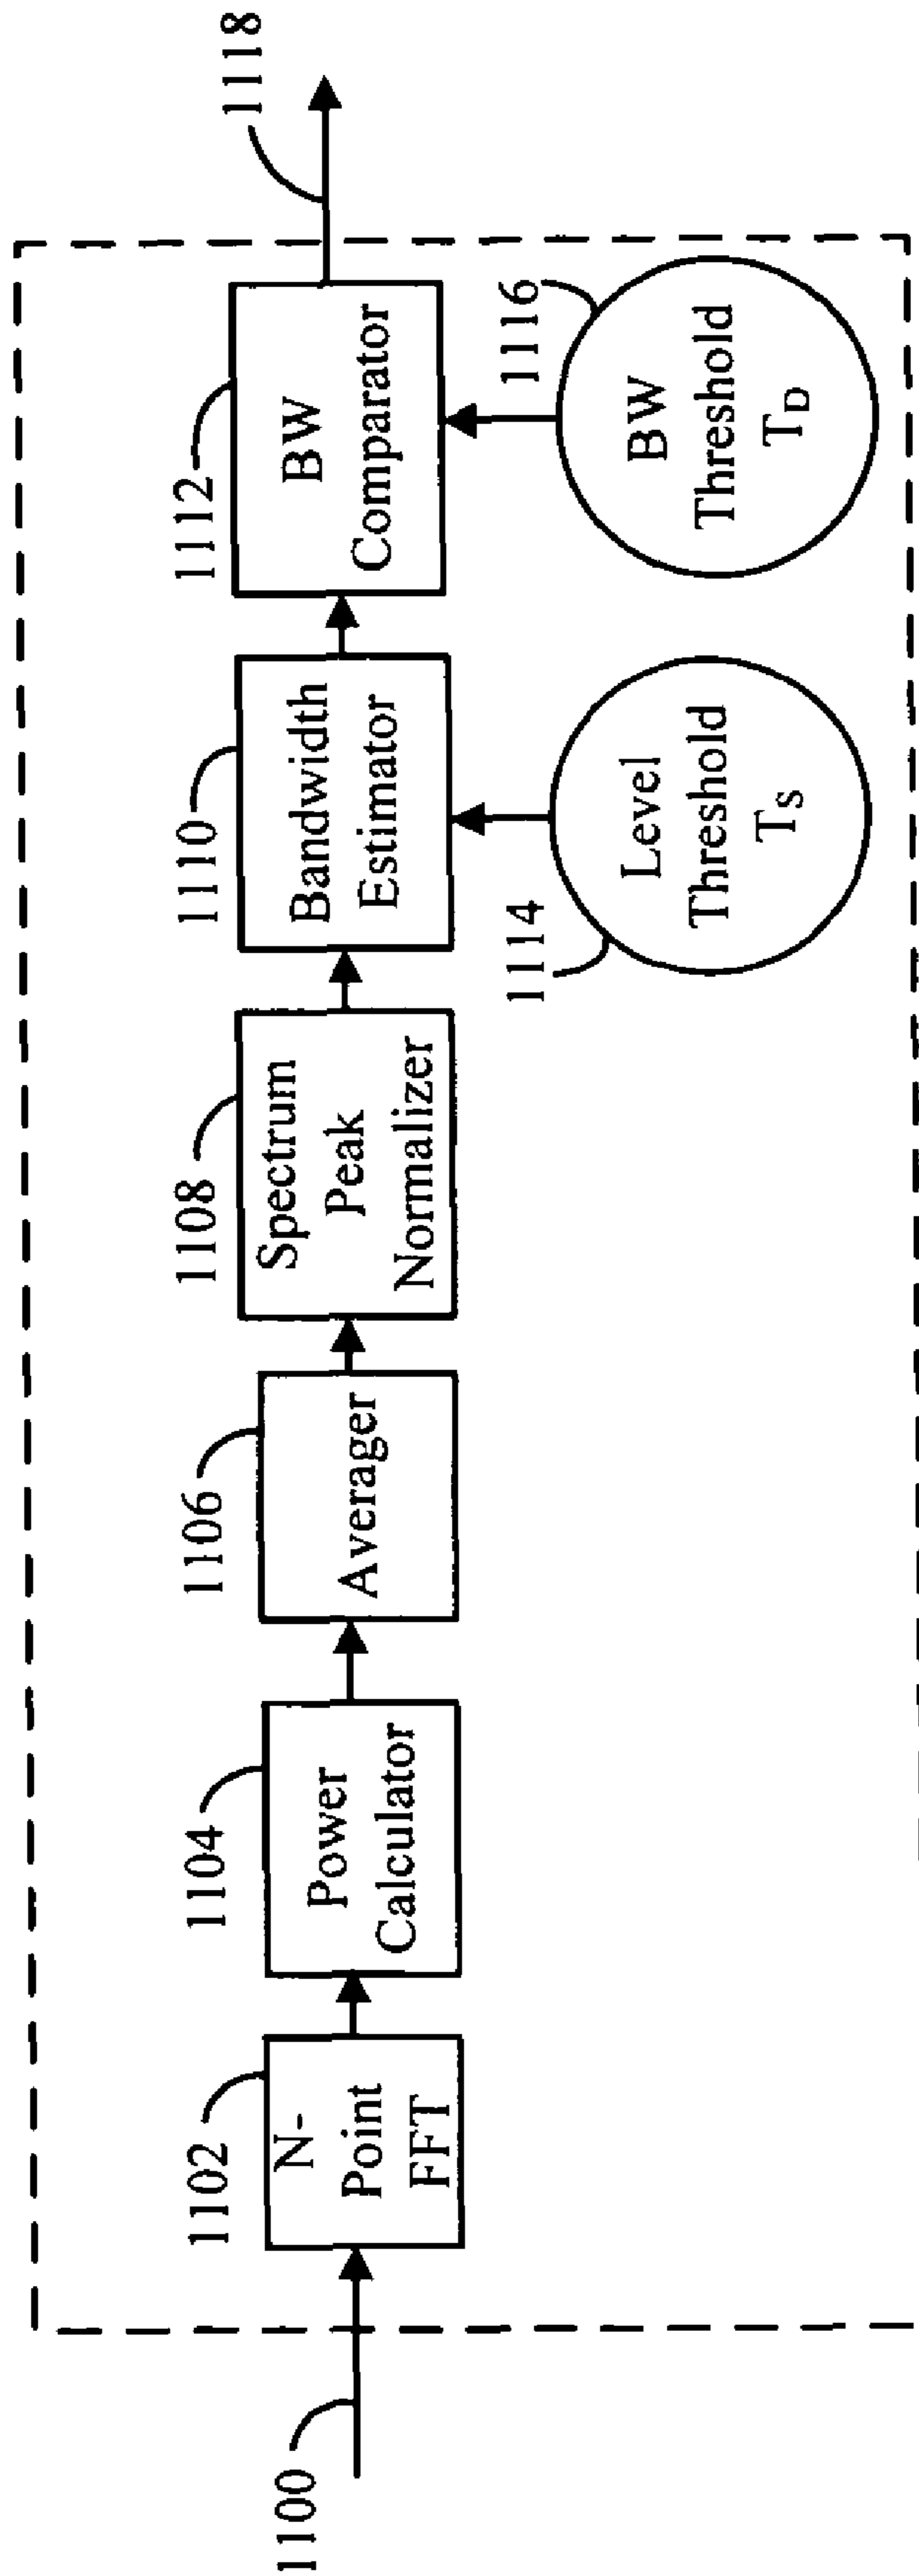 1100
1102
N-
Point
FFT
1104
Power
Calculator
1106
Averager
1108
Spectrum
Peak
Normalizer
1110
Bandwidth
Estimator
1112
BW
Comparator
1118
1114
Level
Threshold
TS
1116
BW
Threshold
TD